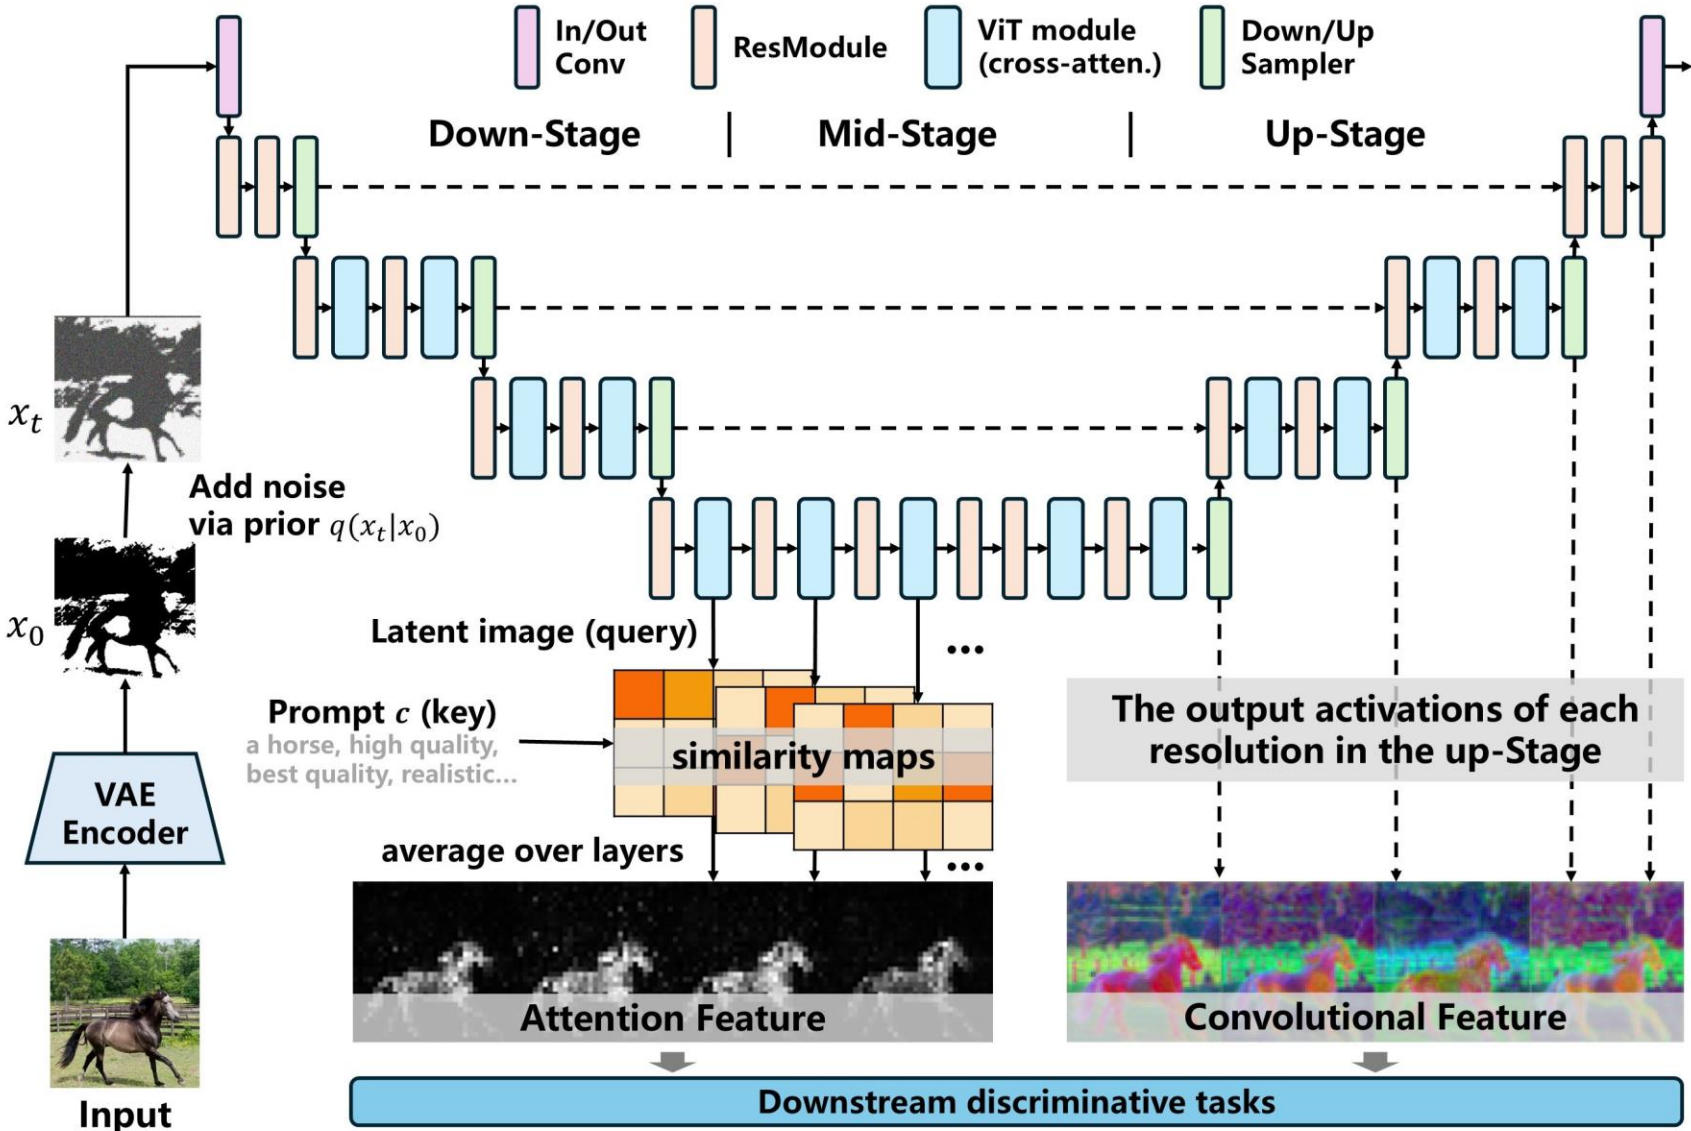 In/Out
Conv
ResModule
ViT module
(cross-atten.)
Down/Up
Sampler
Down-Stage
Mid-Stage
Up-Stage
x_t
Add noise
via prior q(x_t|x_0)
x_0
Latent image (query)
...
Prompt c (key)
a horse, high quality,
best quality, realistic...
similarity maps
The output activations of each
resolution in the up-Stage
VAE
Encoder
average over layers
...
Attention Feature
Convolutional Feature
Input
Downstream discriminative tasks